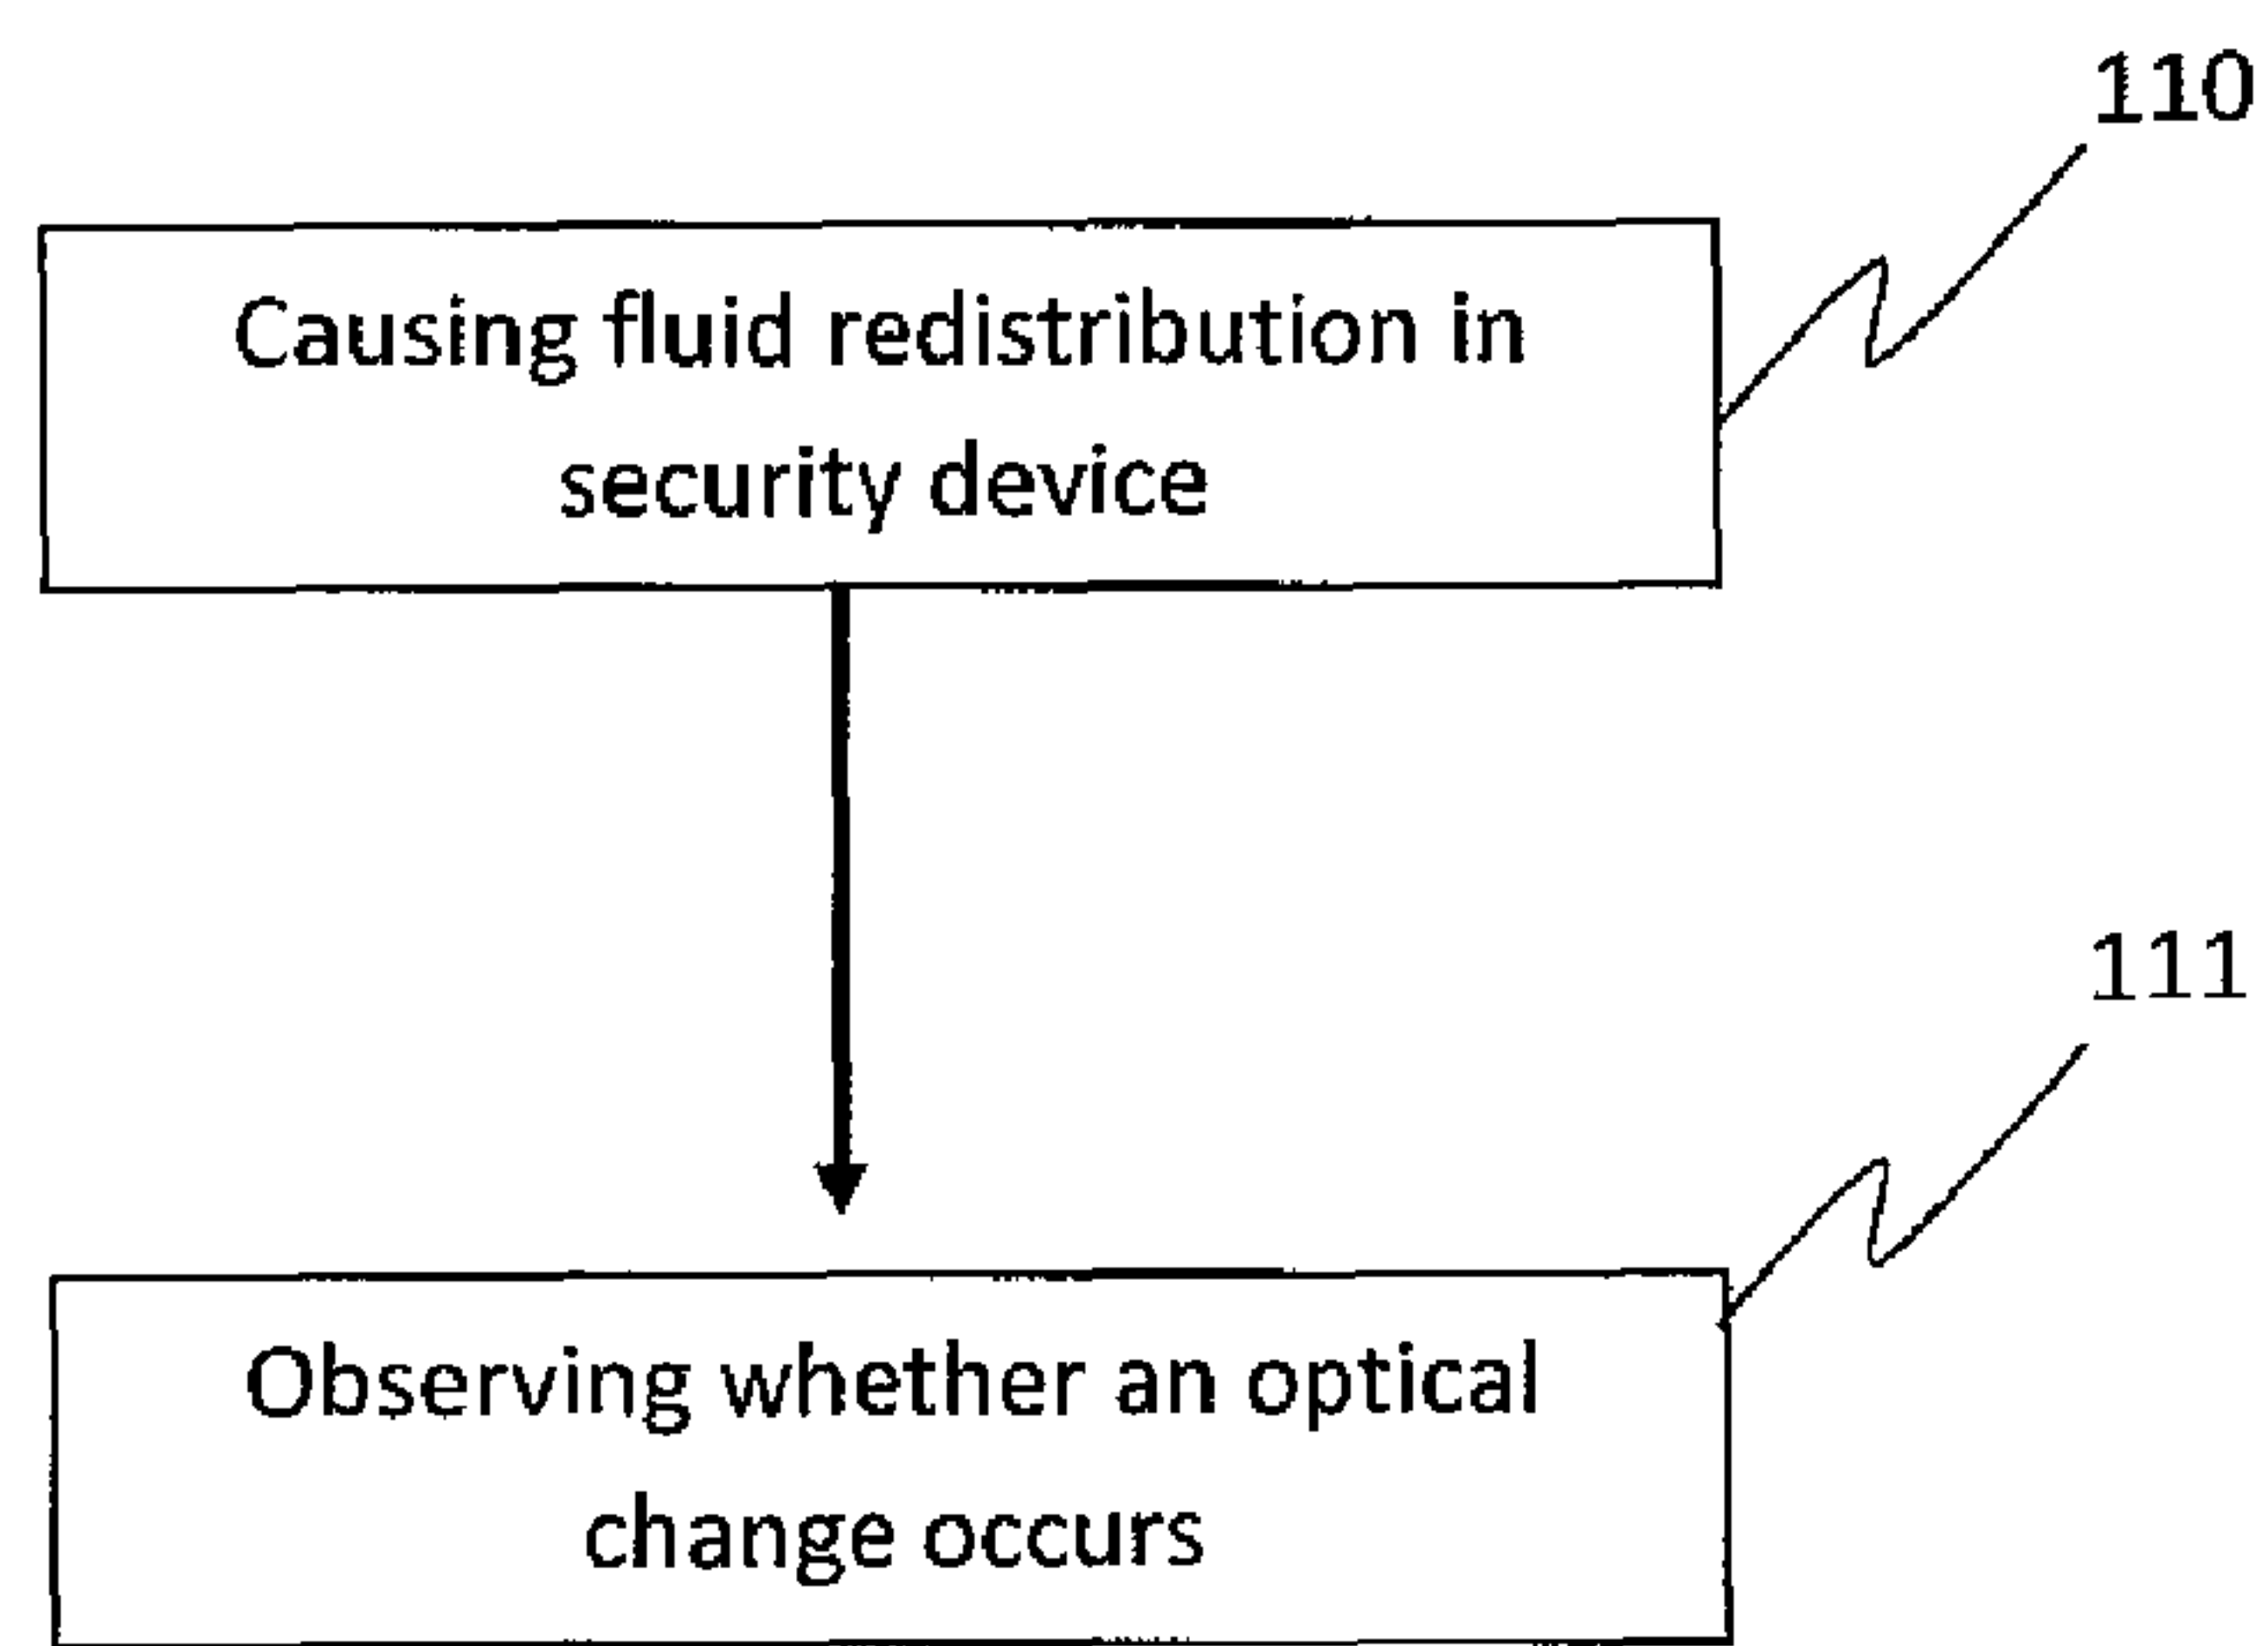 110
Causing fluid redistribution in
security device
111
Observing whether an optical
change occurs